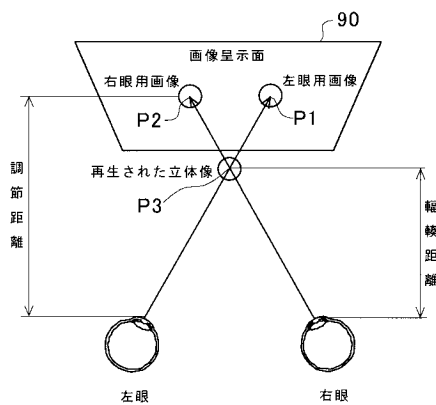 90
画像呈示面
右眼用画像
左眼用画像
P2
P1
再生された立体像
P3
調節距離
輻輳距離
左眼
右眼